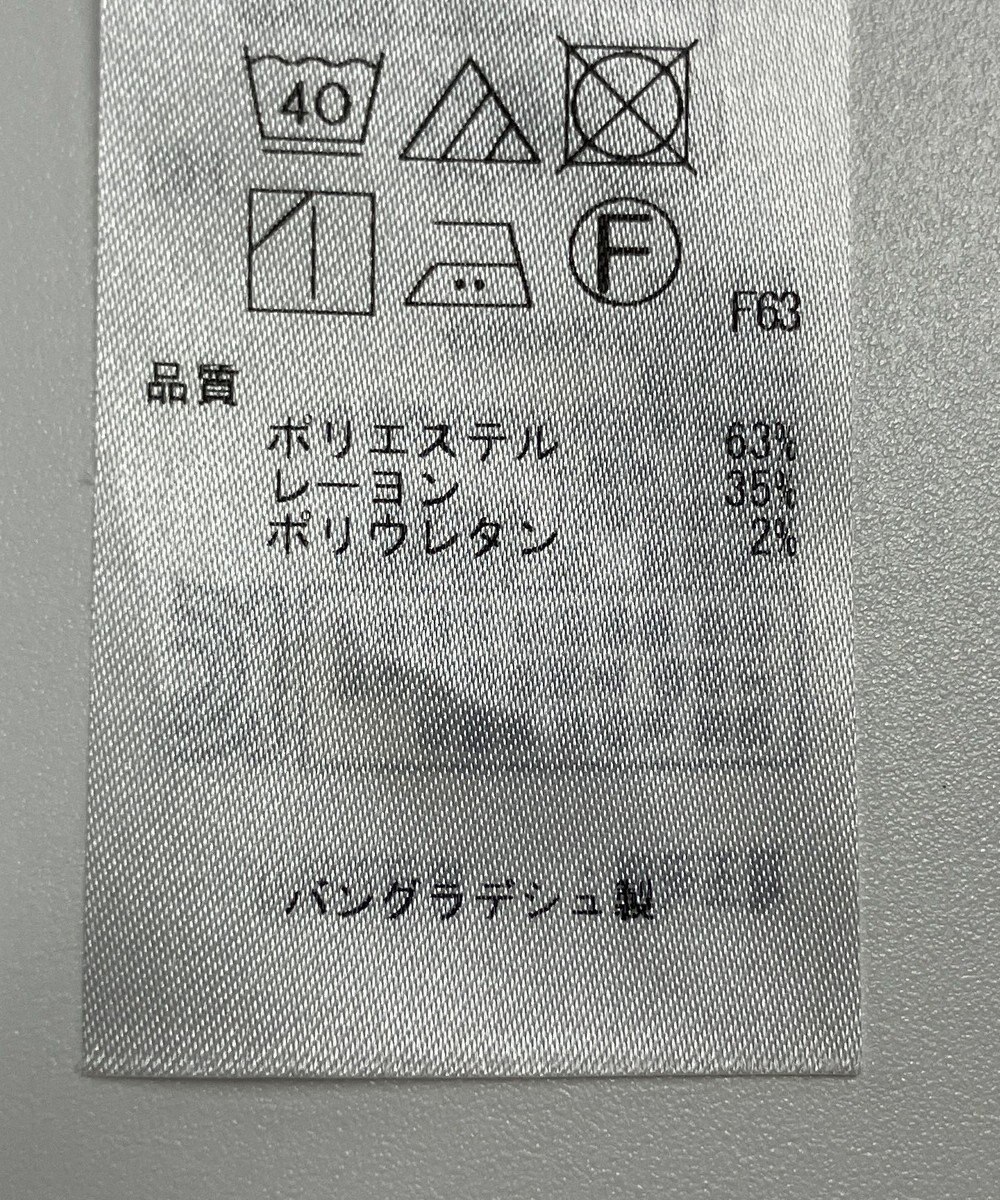 40
F
F63
品質
ポリエステル 63%
レーヨン 35%
ポリウレタン 2%
バングラデシュ製